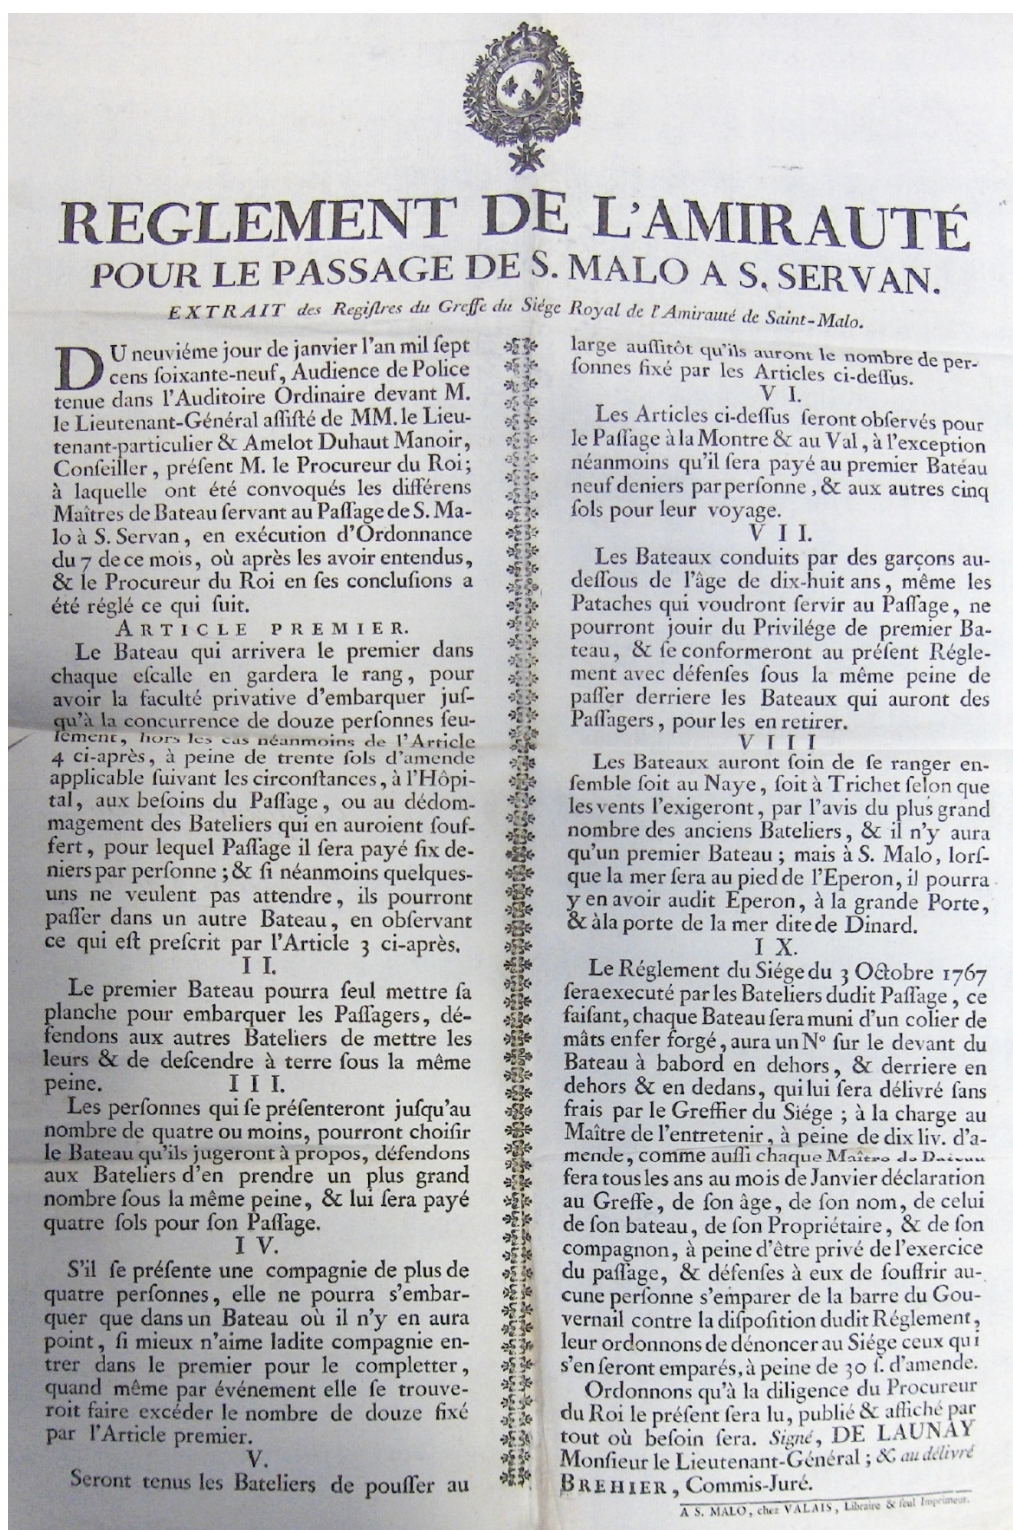 REGLEMENT DE L'AMIRAUTÉ
POUR LE PASSAGE DE S. MALO A S. SERVAN.
EXTRAIT des Regiſtres du Greffe du Siége Royal de l'Amirauté de Saint-Malo.
DU neuviéme jour de janvier l'an mil ſept
cens ſoixante-neuf, Audience de Police
tenue dans l'Auditoire Ordinaire devant M.
le Lieutenant-Général aſſiſté de MM. le Lieu-
tenant-particulier & Amelot Duhaut Manoir,
Conſeiller, préſent M. le Procureur du Roi;
à laquelle ont été convoqués les différens
Maîtres de Bateau ſervant au Paſſage de S. Ma-
lo à S. Servan, en exécution d'Ordonnance
du 7 de ce mois, où après les avoir entendus,
& le Procureur du Roi en ſes concluſions a
été réglé ce qui ſuit.
ARTICLE PREMIER.
Le Bateau qui arrivera le premier dans
chaque eſcalle en gardera le rang, pour
avoir la faculté privative d'embarquer juſ-
qu'à la concurrence de douze perſonnes ſeu-
lement, hors les cas néanmoins de l'Article
4 ci-après, à peine de trente ſols d'amende
applicable ſuivant les circonſtances, à l'Hôpi-
tal, aux beſoins du Paſſage, ou au dédom-
magement des Bateliers qui en auroient ſouf-
fert, pour lequel Paſſage il ſera payé ſix de-
niers par perſonne; & ſi néanmoins quelques-
uns ne veulent pas attendre, ils pourront
paſſer dans un autre Bateau, en obſervant
ce qui eſt preſcrit par l'Article 3 ci-après.
II.
Le premier Bateau pourra ſeul mettre ſa
planche pour embarquer les Paſſagers, dé-
fendons aux autres Bateliers de mettre les
leurs & de deſcendre à terre ſous la même
peine. III.
Les perſonnes qui ſe préſenteront juſqu'au
nombre de quatre ou moins, pourront choiſir
le Bateau qu'ils jugeront à propos, défendons
aux Bateliers d'en prendre un plus grand
nombre ſous la même peine, & lui ſera payé
quatre ſols pour ſon Paſſage.
IV.
S'il ſe préſente une compagnie de plus de
quatre perſonnes, elle ne pourra s'embar-
quer que dans un Bateau où il n'y en aura
point, ſi mieux n'aime ladite compagnie en-
trer dans le premier pour le completter,
quand même par événement elle ſe trouve-
roit faire excéder le nombre de douze fixé
par l'Article premier.
V.
Seront tenus les Bateliers de pouſſer au
large auſſitôt qu'ils auront le nombre de per-
ſonnes fixé par les Articles ci-deſſus.
VI.
Les Articles ci-deſſus ſeront obſervés pour
le Paſſage à la Montre & au Val, à l'exception
néanmoins qu'il ſera payé au premier Batéau
neuf deniers par perſonne, & aux autres cinq
ſols pour leur voyage.
VII.
Les Bateaux conduits par des garçons au-
deſſous de l'âge de dix-huit ans, même les
Pataches qui voudront ſervir au Paſſage, ne
pourront jouir du Privilége de premier Ba-
teau, & ſe conformeront au préſent Régle-
ment avec défenſes ſous la même peine de
paſſer derriere les Bateaux qui auront des
Paſſagers, pour les en retirer.
VIII
Les Bateaux auront ſoin de ſe ranger en-
ſemble ſoit au Naye, ſoit à Trichet ſelon que
les vents l'exigeront, par l'avis du plus grand
nombre des anciens Bateliers, & il n'y aura
qu'un premier Bateau; mais à S. Malo, lorſ-
que la mer ſera au pied de l'Eperon, il pourra
y en avoir audit Eperon, à la grande Porte,
& à la porte de la mer dite de Dinard.
IX.
Le Réglement du Siége du 3 Octobre 1767
ſera executé par les Bateliers dudit Paſſage, ce
faiſant, chaque Bateau ſera muni d'un colier de
mâts en fer forgé, aura un N° ſur le devant du
Bateau à babord en dehors, & derriere en
dehors & en dedans, qui lui ſera délivré ſans
frais par le Greffier du Siége; à la charge au
Maître de l'entretenir, à peine de dix liv. d'a-
mende, comme auſſi chaque Maître de Bateau
fera tous les ans au mois de Janvier déclaration
au Greffe, de ſon âge, de ſon nom, de celui
de ſon bateau, de ſon Propriétaire, & de ſon
compagnon, à peine d'être privé de l'exercice
du paſſage, & défenſes à eux de ſouffrir au-
cune perſonne s'emparer de la barre du Gou-
vernail contre la diſpoſition dudit Réglement,
leur ordonnons de dénoncer au Siége ceux qui
s'en ſeront emparés, à peine de 30 ſ. d'amende.
Ordonnons qu'à la diligence du Procureur
du Roi le préſent ſera lu, publié & affiché par
tout où beſoin ſera. Signé, DE LAUNAY
Monſieur le Lieutenant-Général; & au délivré
BREHIER, Commis-Juré.
A S. MALO, chez VALAIS, Libraire & ſeul Imprimeur.